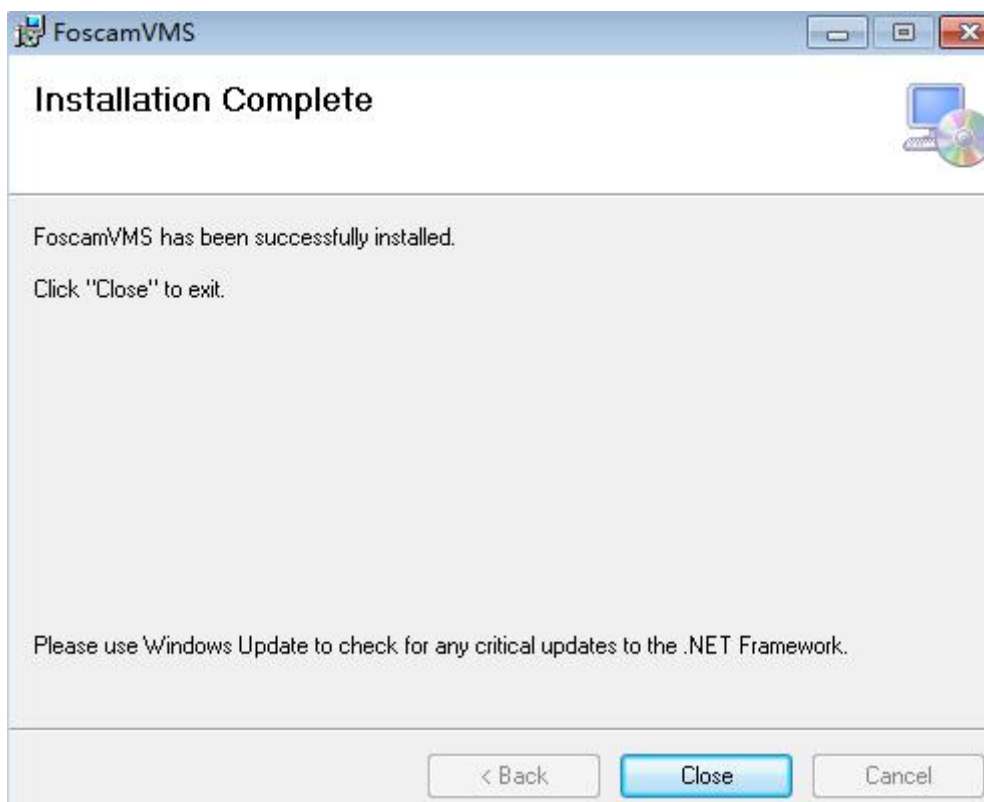 FoscamVMS
Installation Complete
FoscamVMS has been successfully installed.
Click "Close" to exit.
Please use Windows Update to check for any critical updates to the .NET Framework.
< Back Close Cancel